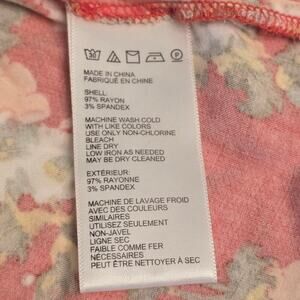 MADE IN CHINA
FABRIQUÉ EN CHINE
SHELL:
97% RAYON
3% SPANDEX
MACHINE WASH COLD
WITH LIKE COLORS
USE ONLY NON-CHLORINE
BLEACH
LINE DRY
LOW IRON AS NEEDED
MAY BE DRY CLEANED
EXTÉRIEUR:
97% RAYONNE
3% SPANDEX
MACHINE DE LAVAGE FROID
AVEC DES COULEURS
SIMILAIRES
UTILISEZ SEULEMENT
NON-JAVEL
LIGNE SEC
FAIBLE COMME FER
NÉCESSAIRES
PEUT ÊTRE NETTOYER À SEC